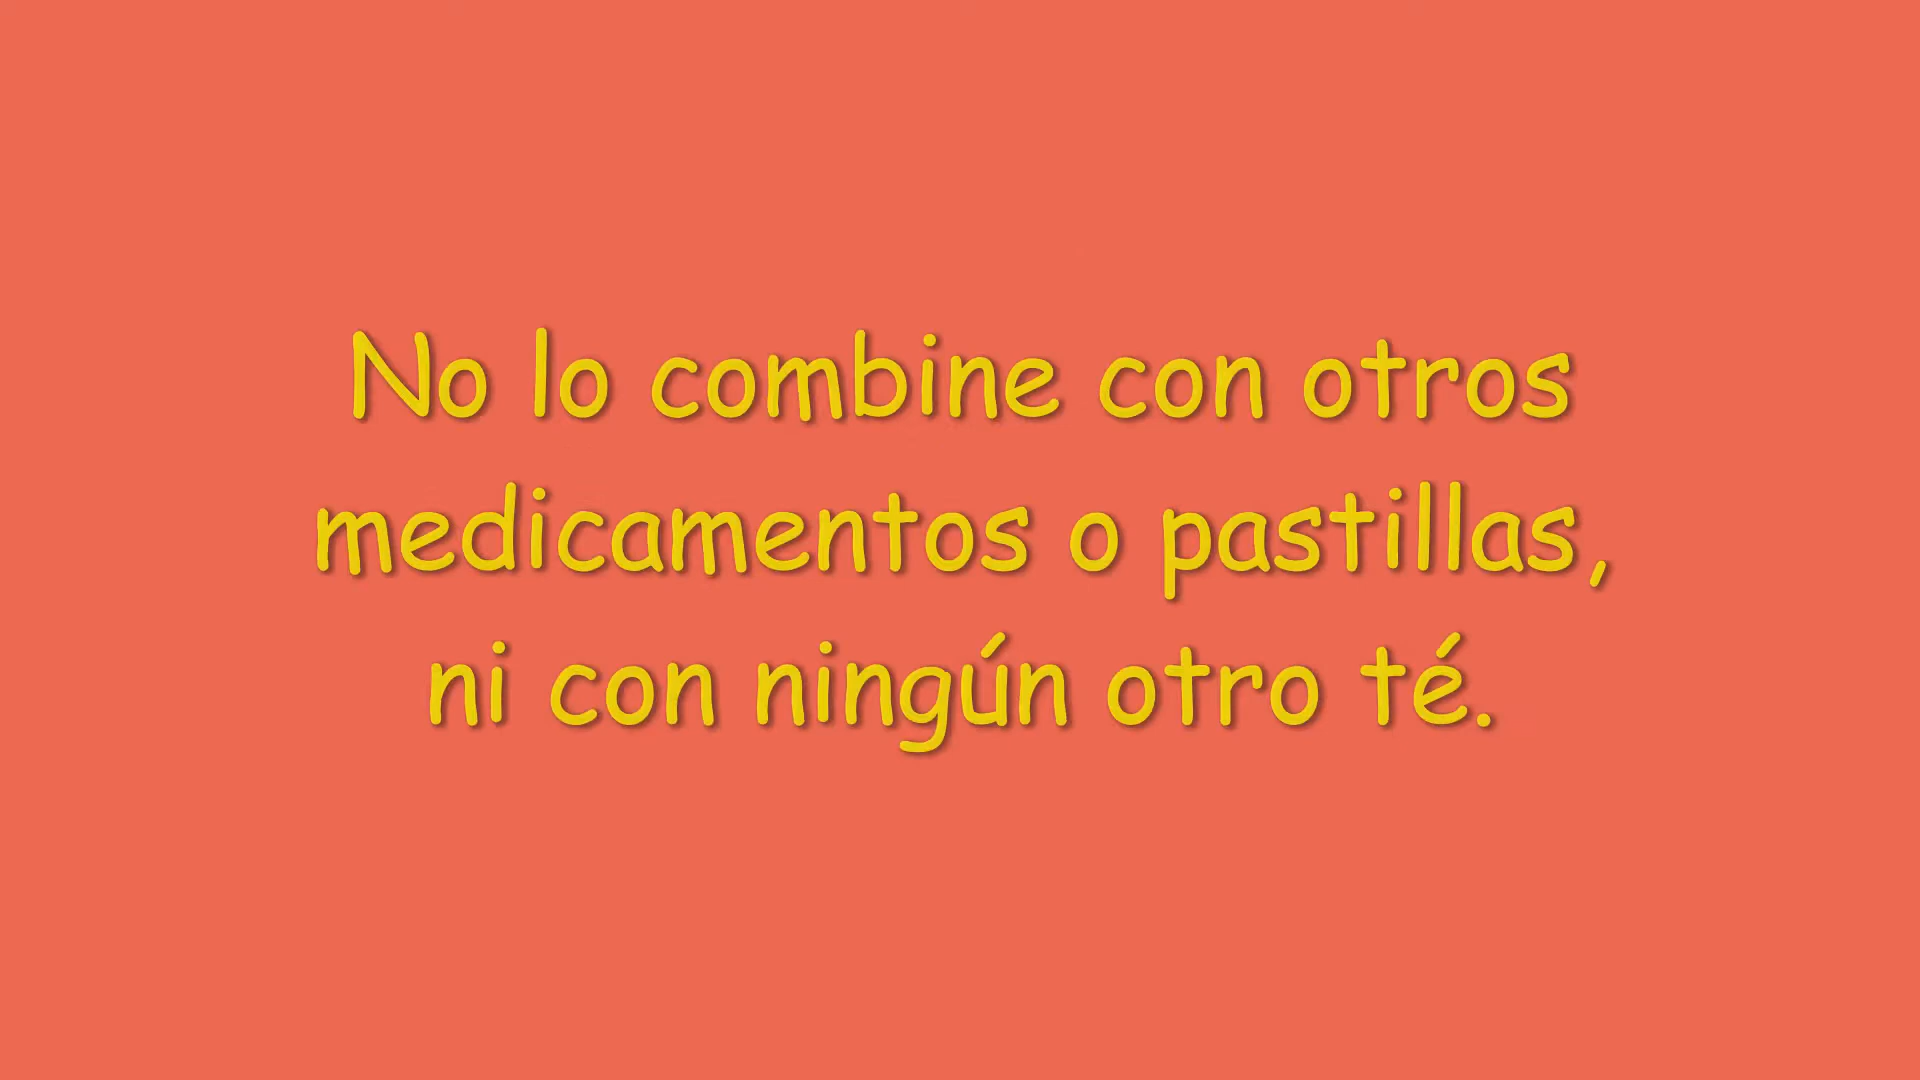 No lo combine con otros
medicamentos o pastillas,
ni con ningún otro té.